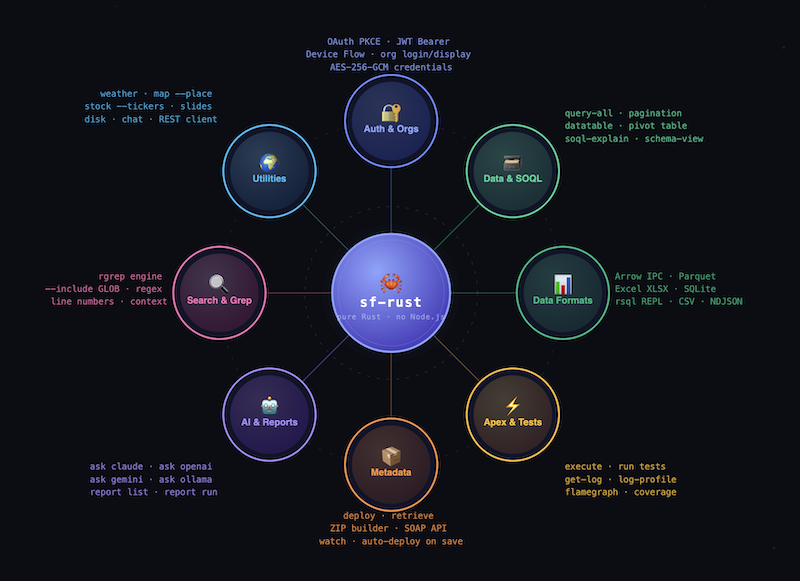 OAuth PKCE · JWT Bearer
Device Flow · org login/display
AES-256-GCM credentials
Auth & Orgs
weather · map --place
stock --tickers · slides
disk · chat · REST client
Utilities
query-all · pagination
datatable · pivot table
soql-explain · schema-view
Data & SOQL
rgrep engine
--include GLOB · regex
line numbers · context
Search & Grep
sf-rust
pure Rust · no Node.js
Data Formats
Arrow IPC · Parquet
Excel XLSX · SQLite
rsql REPL · CSV · NDJSON
AI & Reports
ask claude · ask openai
ask gemini · ask ollama
report list · report run
Apex & Tests
execute · run tests
get-log · log-profile
flamegraph · coverage
Metadata
deploy · retrieve
ZIP builder · SOAP API
watch · auto-deploy on save